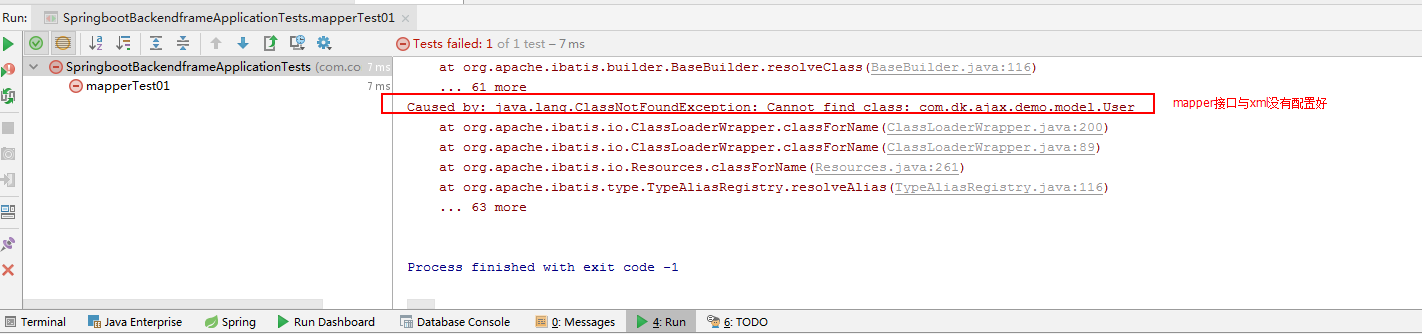 Run: SpringbootBackendframeApplicationTests.mapperTest01
Tests failed: 1 of 1 test – 7 ms
SpringbootBackendframeApplicationTests (com.co 7 ms
mapperTest01 7 ms
at org.apache.ibatis.builder.BaseBuilder.resolveClass(BaseBuilder.java:116)
... 61 more
Caused by: java.lang.ClassNotFoundException: Cannot find class: com.dk.ajax.demo.model.User
mapper接口与xml没有配置好
at org.apache.ibatis.io.ClassLoaderWrapper.classForName(ClassLoaderWrapper.java:200)
at org.apache.ibatis.io.ClassLoaderWrapper.classForName(ClassLoaderWrapper.java:89)
at org.apache.ibatis.io.Resources.classForName(Resources.java:261)
at org.apache.ibatis.type.TypeAliasRegistry.resolveAlias(TypeAliasRegistry.java:116)
... 63 more
Process finished with exit code -1
Terminal Java Enterprise Spring Run Dashboard Database Console 0: Messages 4: Run 6: TODO